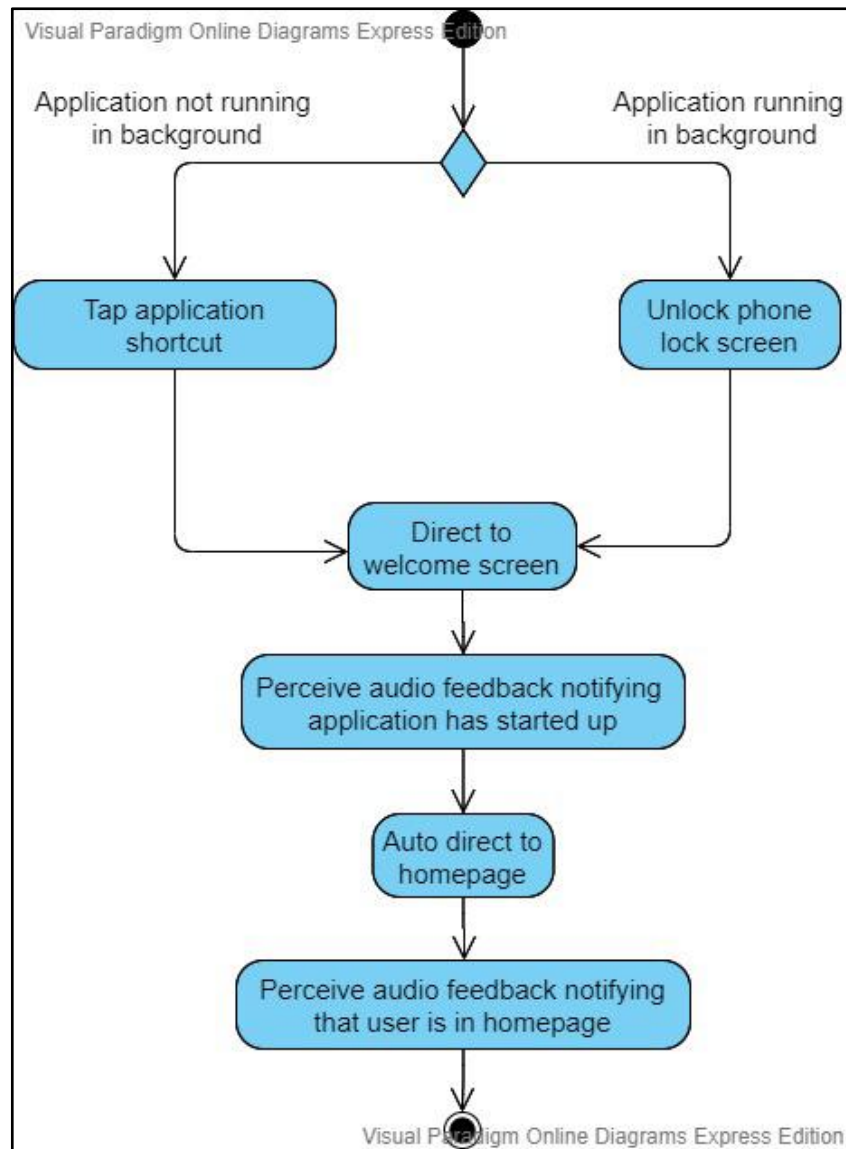 Visual Paradigm Online Diagrams Express Edition
Application not running
in background
Application running
in background
Tap application
shortcut
Unlock phone
lock screen
Direct to
welcome screen
Perceive audio feedback notifying
application has started up
Auto direct to
homepage
Perceive audio feedback notifying
that user is in homepage
Visual Paradigm Online Diagrams Express Edition